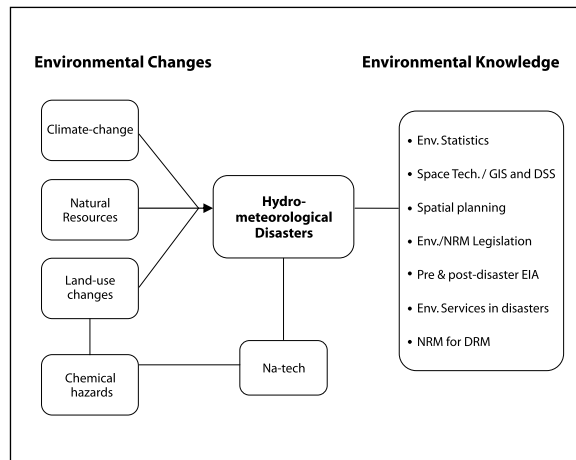 Environmental Changes
Environmental Knowledge
Climate-change
Natural
Resources
Land-use
changes
Chemical
hazards
Hydro-
meteorological
Disasters
Na-tech
• Env. Statistics
• Space Tech. / GIS and DSS
• Spatial planning
• Env./NRM Legislation
• Pre & post-disaster EIA
• Env. Services in disasters
• NRM for DRM